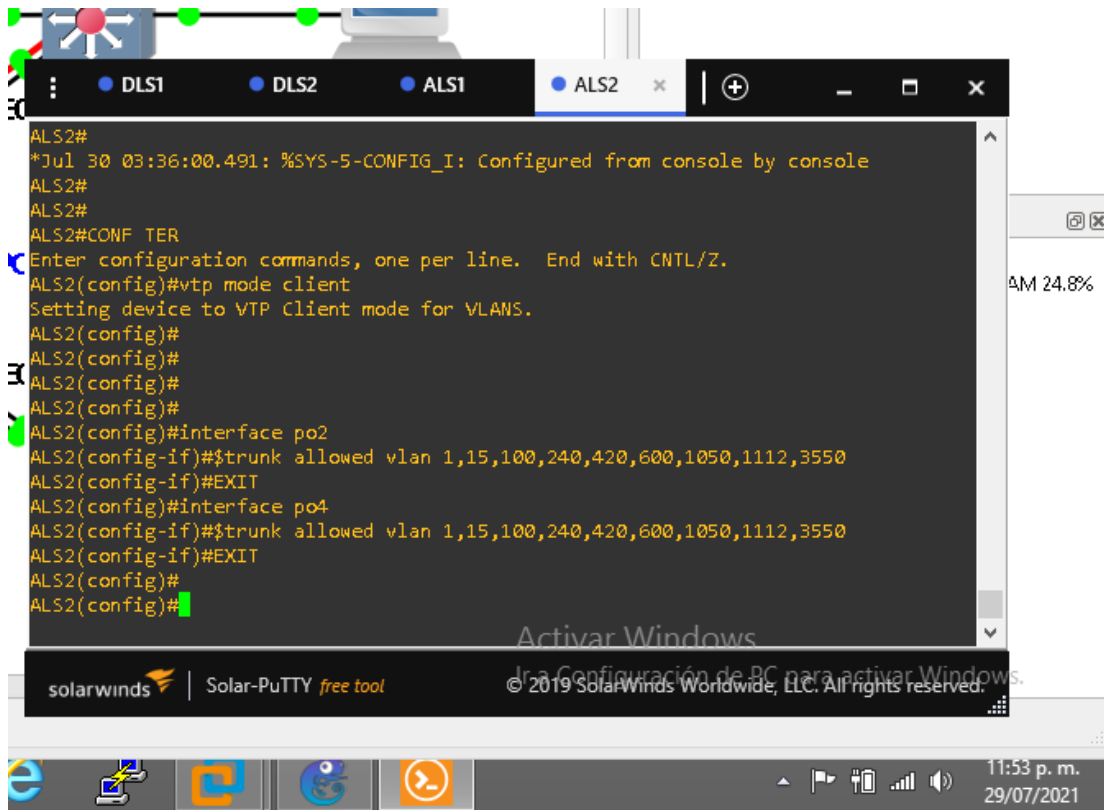 DLS1 DLS2 ALS1 ALS2
ALS2#
*Jul 30 03:36:00.491: %SYS-5-CONFIG_I: Configured from console by console
ALS2#
ALS2#
ALS2#CONF TER
Enter configuration commands, one per line.  End with CNTL/Z.
ALS2(config)#vtp mode client
Setting device to VTP Client mode for VLANS.
ALS2(config)#
ALS2(config)#
ALS2(config)#
ALS2(config)#
ALS2(config)#interface po2
ALS2(config-if)#$trunk allowed vlan 1,15,100,240,420,600,1050,1112,3550
ALS2(config-if)#EXIT
ALS2(config)#interface po4
ALS2(config-if)#$trunk allowed vlan 1,15,100,240,420,600,1050,1112,3550
ALS2(config-if)#EXIT
ALS2(config)#
ALS2(config)#
AM 24.8%
Activar Windows
Ir a Configuración de PC para activar Windows.
solarwinds Solar-PuTTY free tool © 2019 SolarWinds Worldwide, LLC. All rights reserved.
11:53 p. m.
29/07/2021